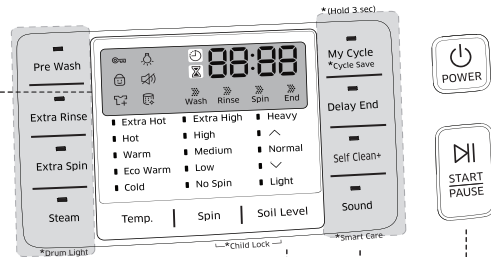 *(Hold 3 sec)
Pre Wash
Extra Rinse
Extra Spin
Steam
*Drum Light
88:88
Wash Rinse Spin End
Extra Hot Extra High Heavy
Hot High
Warm Medium Normal
Eco Warm Low
Cold No Spin Light
Temp. Spin Soil Level
*Child Lock
My Cycle
*Cycle Save
Delay End
Self Clean+
Sound
*Smart Care
POWER
START
PAUSE